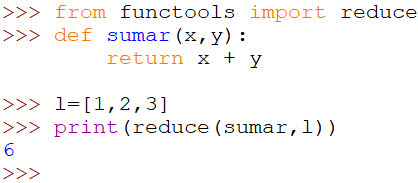 >>> from functools import reduce
>>> def sumar(x,y):
        return x + y

>>> l=[1,2,3]
>>> print(reduce(sumar,l))
6
>>>